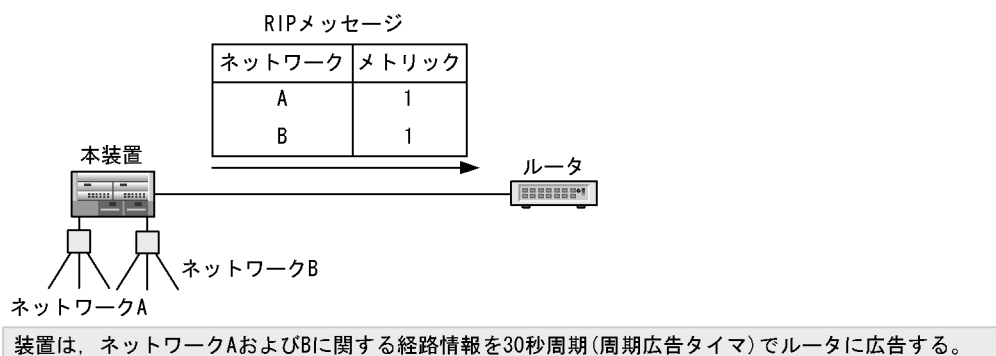 RIPメッセージ
ネットワーク メトリック
A 1
B 1
本装置
ルータ
ネットワークB
ネットワークA
装置は，ネットワークAおよびBに関する経路情報を30秒周期(周期広告タイマ)でルータに広告する。